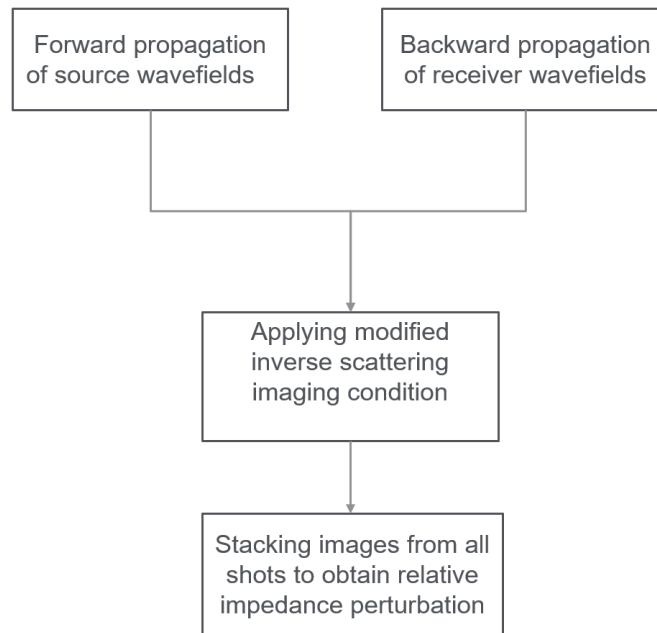 Forward propagation
of source wavefields
Backward propagation
of receiver wavefields
Applying modified
inverse scattering
imaging condition
Stacking images from all
shots to obtain relative
impedance perturbation